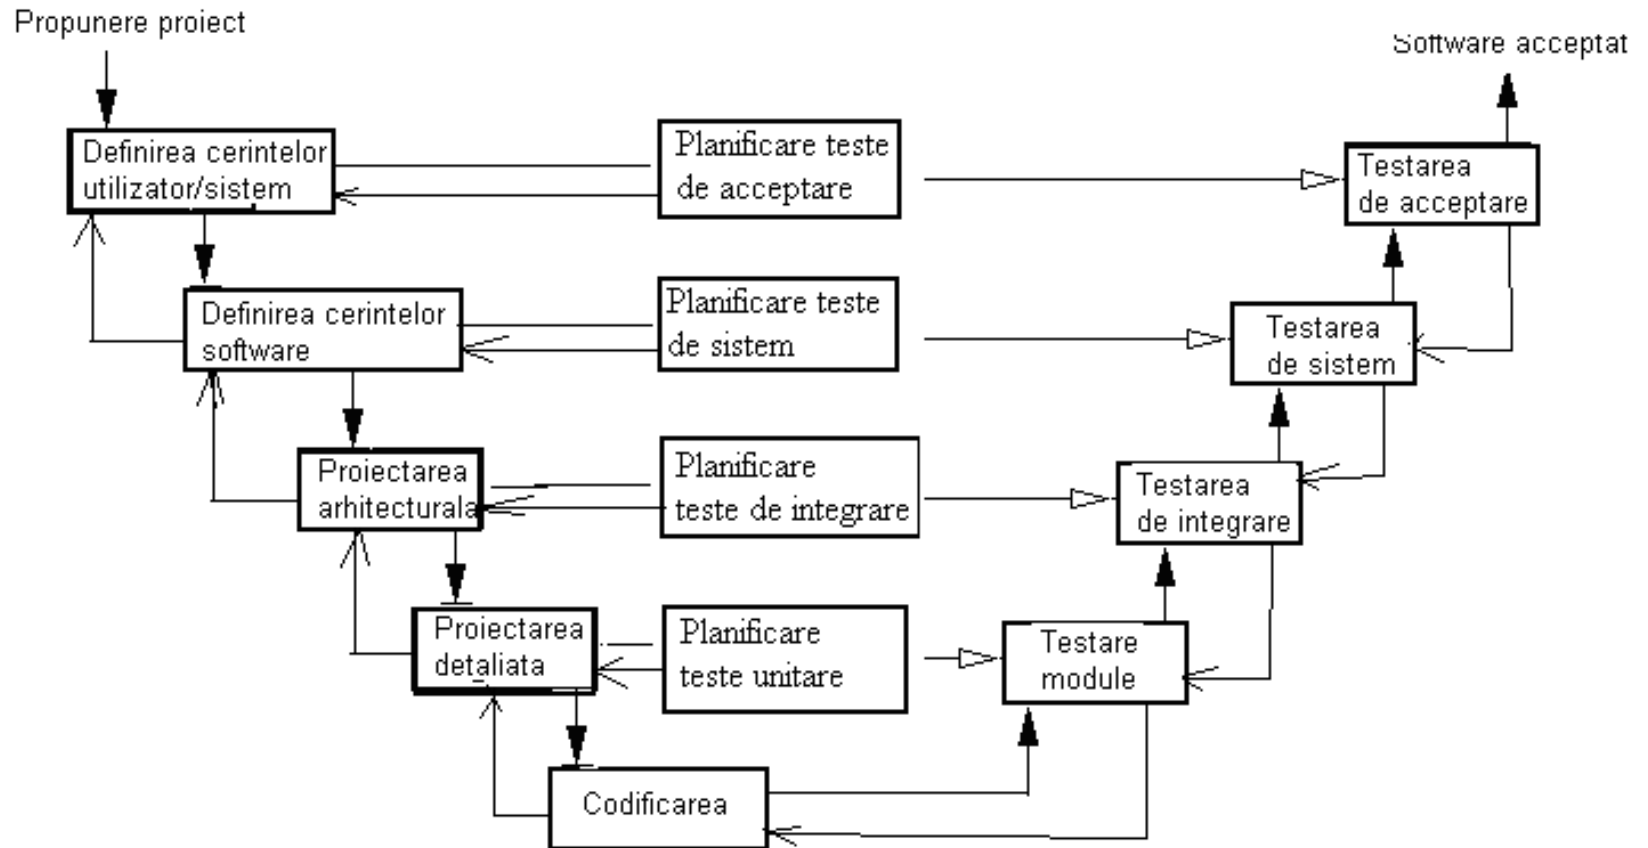 Propunere proiect
Software acceptat
Definirea cerintelor
utilizator/sistem
Planificare teste
de acceptare
Testarea
de acceptare
Definirea cerintelor
software
Planificare teste
de sistem
Testarea
de sistem
Proiectarea
arhitecturala
Planificare
teste de integrare
Testarea
de integrare
Proiectarea
detaliata
Planificare
teste unitare
Testare
module
Codificarea